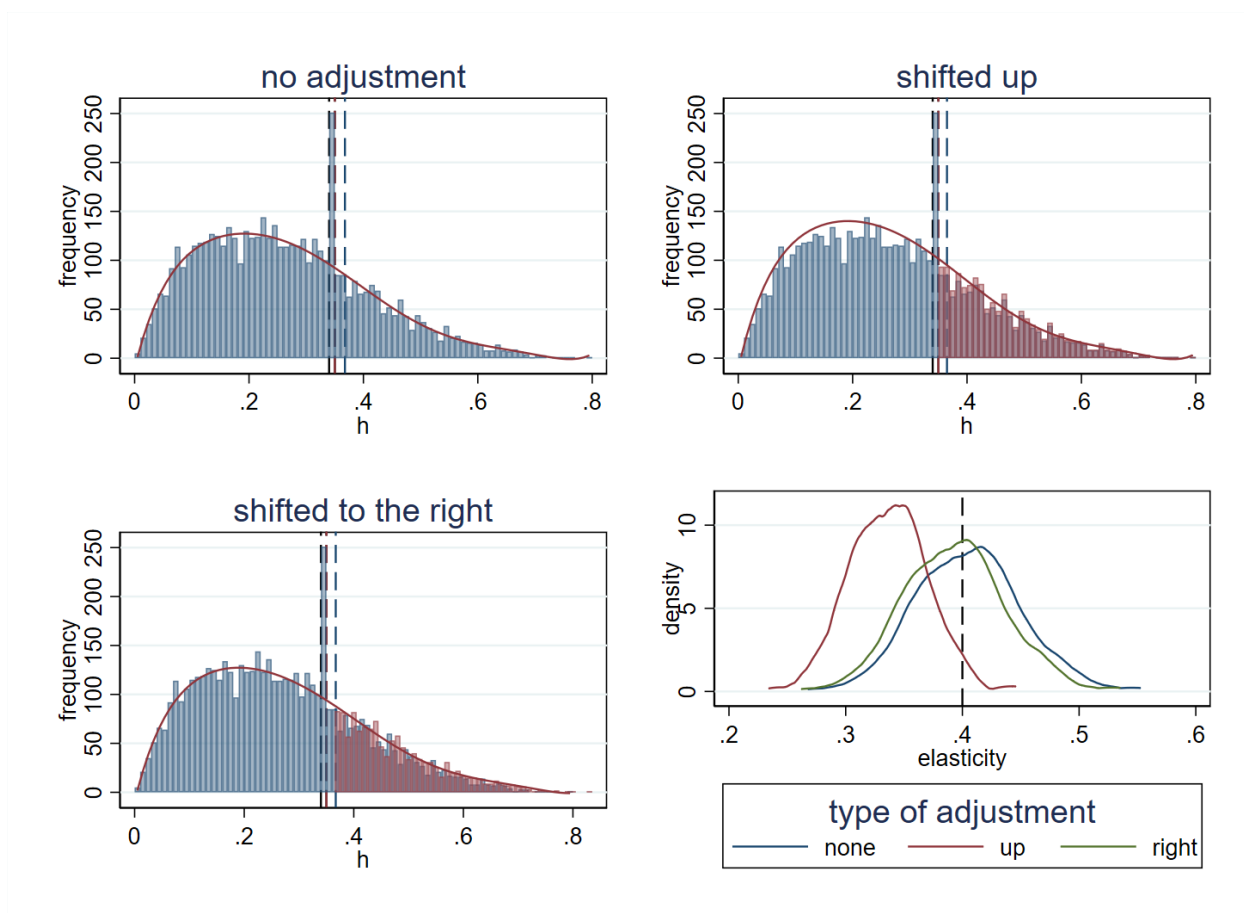 no adjustment
frequency
0 50 100 150 200 250
0 .2 .4 .6 .8
h
shifted up
frequency
0 50 100 150 200 250
0 .2 .4 .6 .8
h
shifted to the right
frequency
0 50 100 150 200 250
0 .2 .4 .6 .8
h
density
0 5 10
.2 .3 .4 .5 .6
elasticity
type of adjustment
none up right